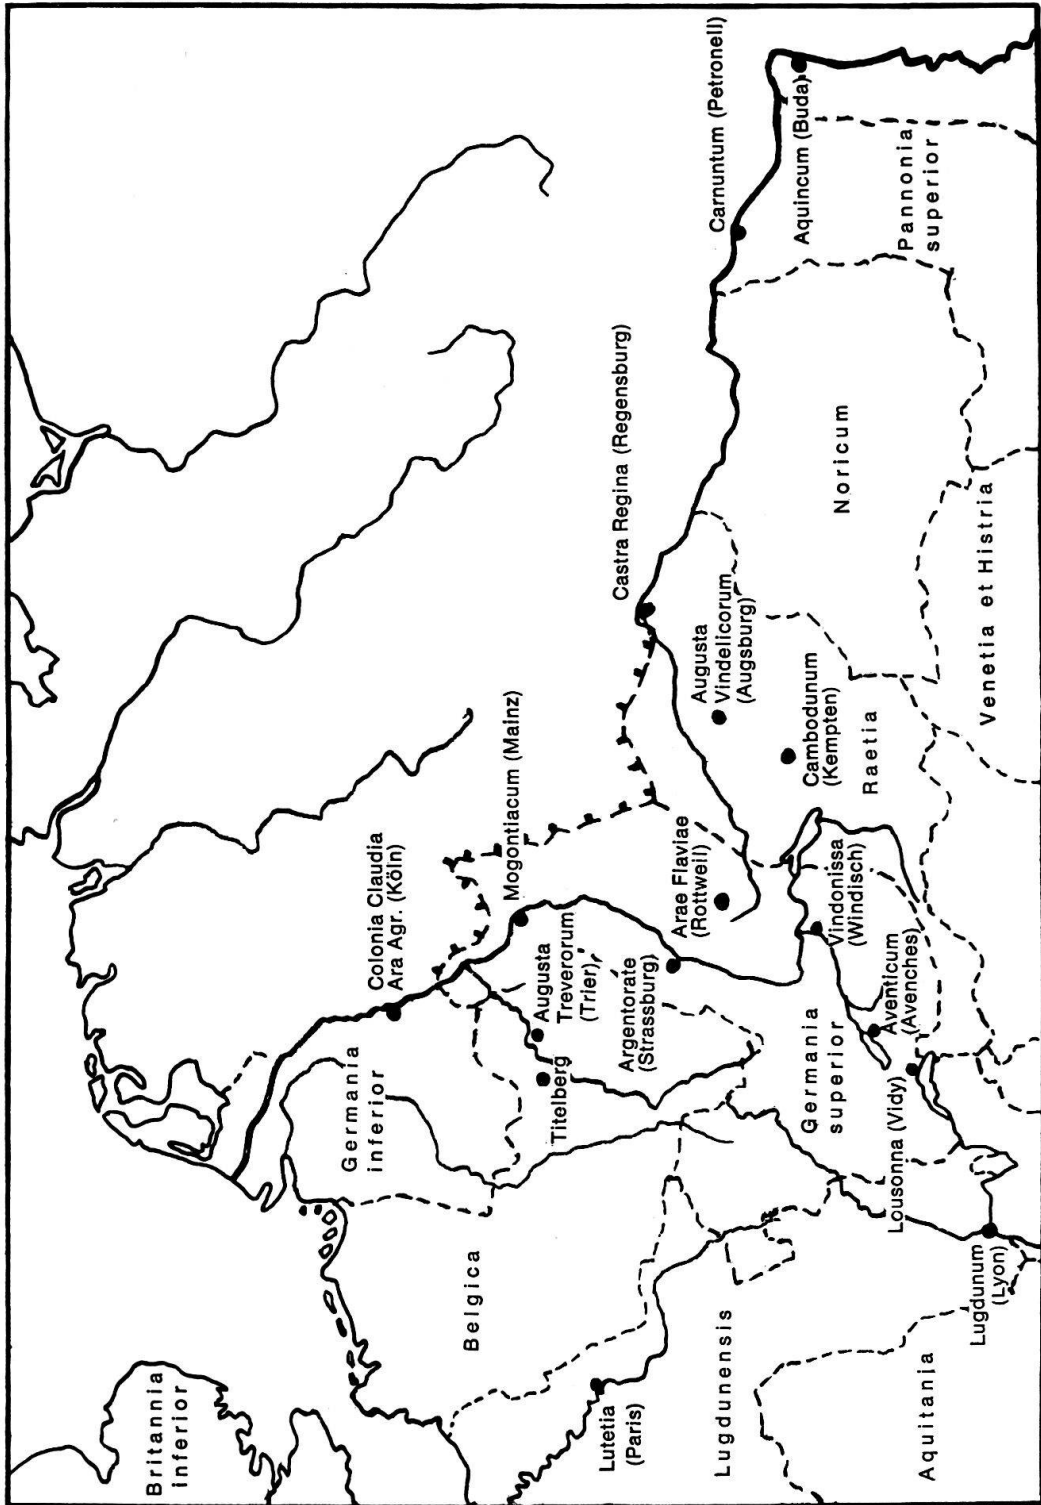 Britannia
inferior
Belgica
Germania
inferior
Colonia Claudia
Ara Agr. (Köln)
Mogontiacum (Mainz)
Castra Regina (Regensburg)
Carnuntum (Petronell)
Aquincum (Buda)
Pannonia
superior
Noricum
Augusta
Vindelicorum
(Augsburg)
Cambodunum
(Kempten)
Raetia
Venetia et Histria
Arae Flaviae
(Rottweil)
Augusta
Treverorum
(Trier)
Titelberg
Argentorate
(Strassburg)
Vindonissa
(Windisch)
Aventicum
(Avenches)
Germania
superior
Lousonna (Vidy)
Lutetia
(Paris)
Lugdunensis
Lugdunum
(Lyon)
Aquitania